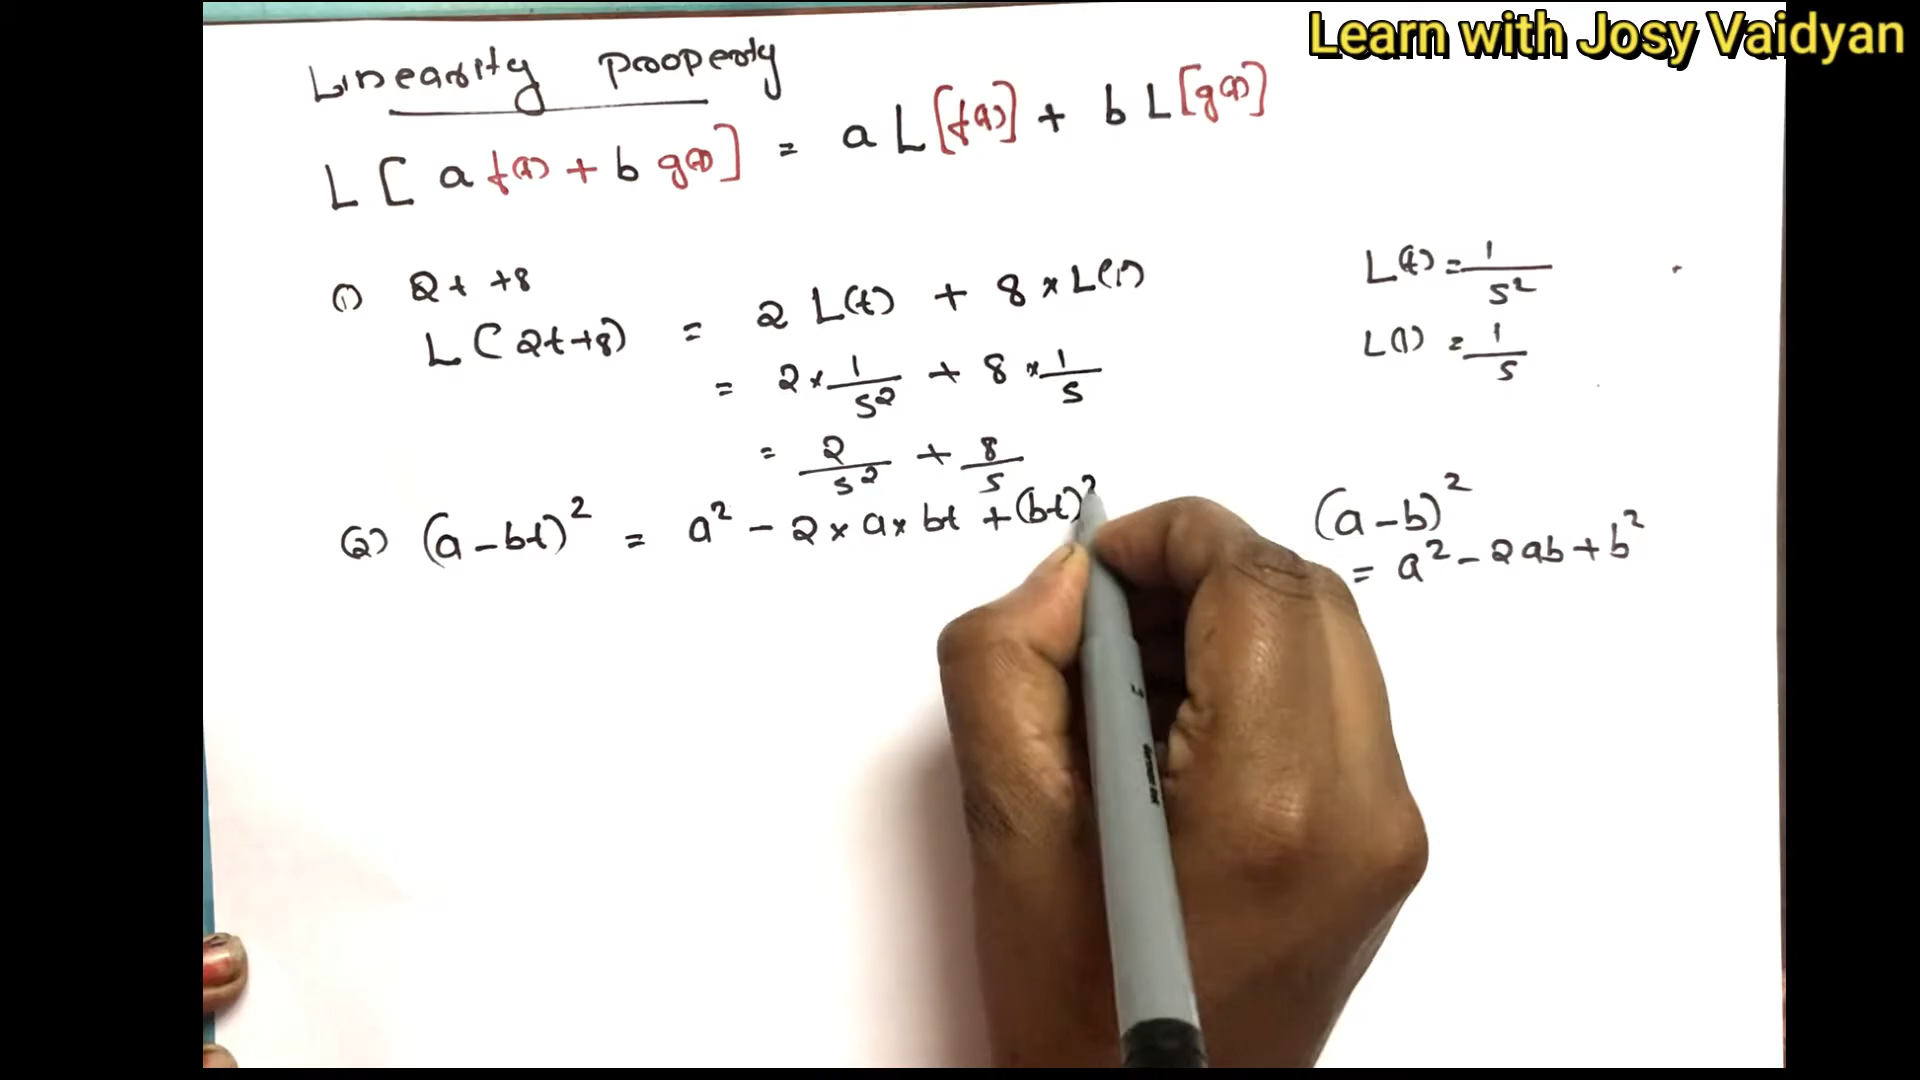 Learn with Josy Vaidyan
Linearity property
L[a f(t) + b g(t)] = a L[f(t)] + b L[g(t)]
(1) 2t + 8
L(2t+8) = 2 L(t) + 8 × L(1)
= 2 × 1/s² + 8 × 1/s
= 2/s² + 8/s
L(t) = 1/s²
L(1) = 1/s
(2) (a - bt)² = a² - 2 × a × bt + (bt)²
(a - b)²
= a² - 2ab + b²